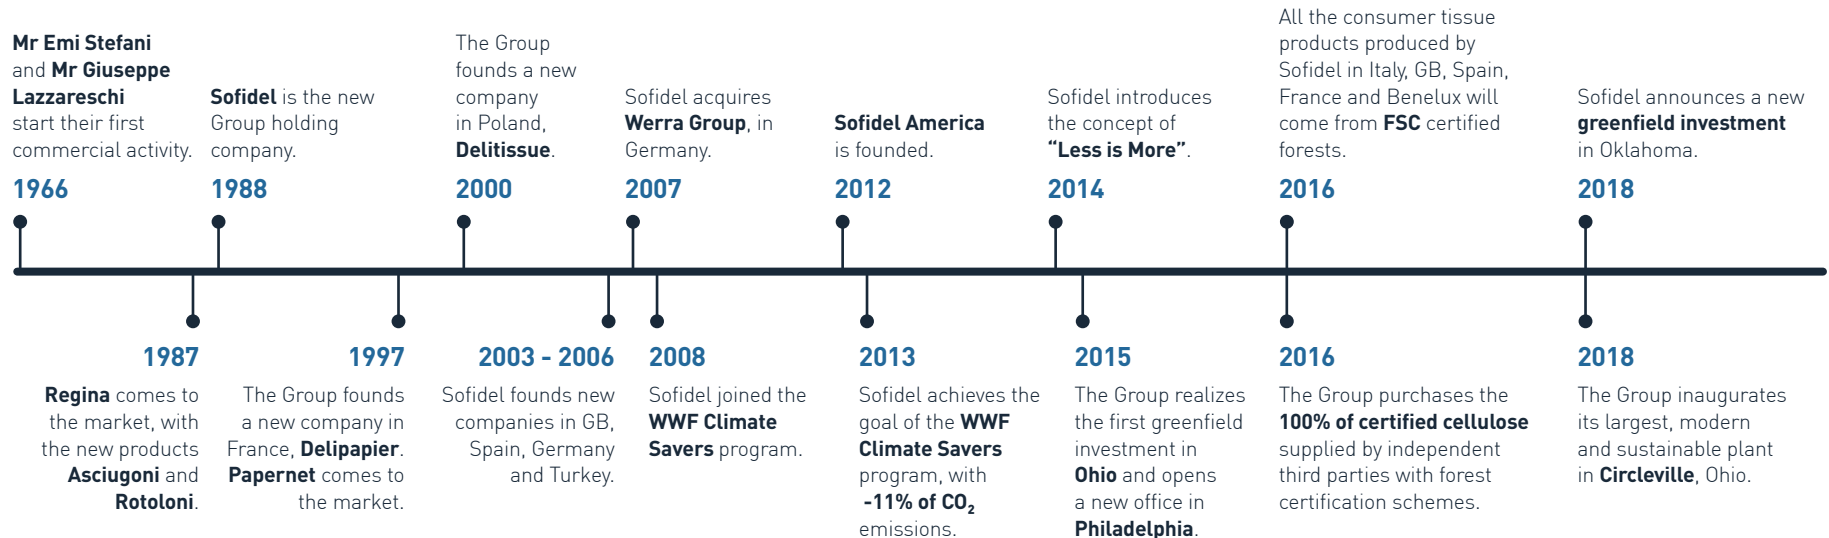 Mr Emi Stefani
and Mr Giuseppe
Lazzareschi
start their first
commercial activity.
1966
Sofidel is the new
Group holding
company.
1988
The Group
founds a new
company
in Poland,
Delitissue.
2000
Sofidel acquires
Werra Group, in
Germany.
2007
Sofidel America
is founded.
2012
Sofidel introduces
the concept of
“Less is More”.
2014
All the consumer tissue
products produced by
Sofidel in Italy, GB, Spain,
France and Benelux will
come from FSC certified
forests.
2016
Sofidel announces a new
greenfield investment
in Oklahoma.
2018
1987
Regina comes to
the market, with
the new products
Asciugoni and
Rotoloni.
1997
The Group founds
a new company in
France, Delipapier.
Papernet comes to
the market.
2003 - 2006
Sofidel founds new
companies in GB,
Spain, Germany
and Turkey.
2008
Sofidel joined the
WWF Climate
Savers program.
2013
Sofidel achieves the
goal of the WWF
Climate Savers
program, with
-11% of CO₂
emissions.
2015
The Group realizes
the first greenfield
investment in
Ohio and opens
a new office in
Philadelphia.
2016
The Group purchases the
100% of certified cellulose
supplied by independent
third parties with forest
certification schemes.
2018
The Group inaugurates
its largest, modern
and sustainable plant
in Circleville, Ohio.